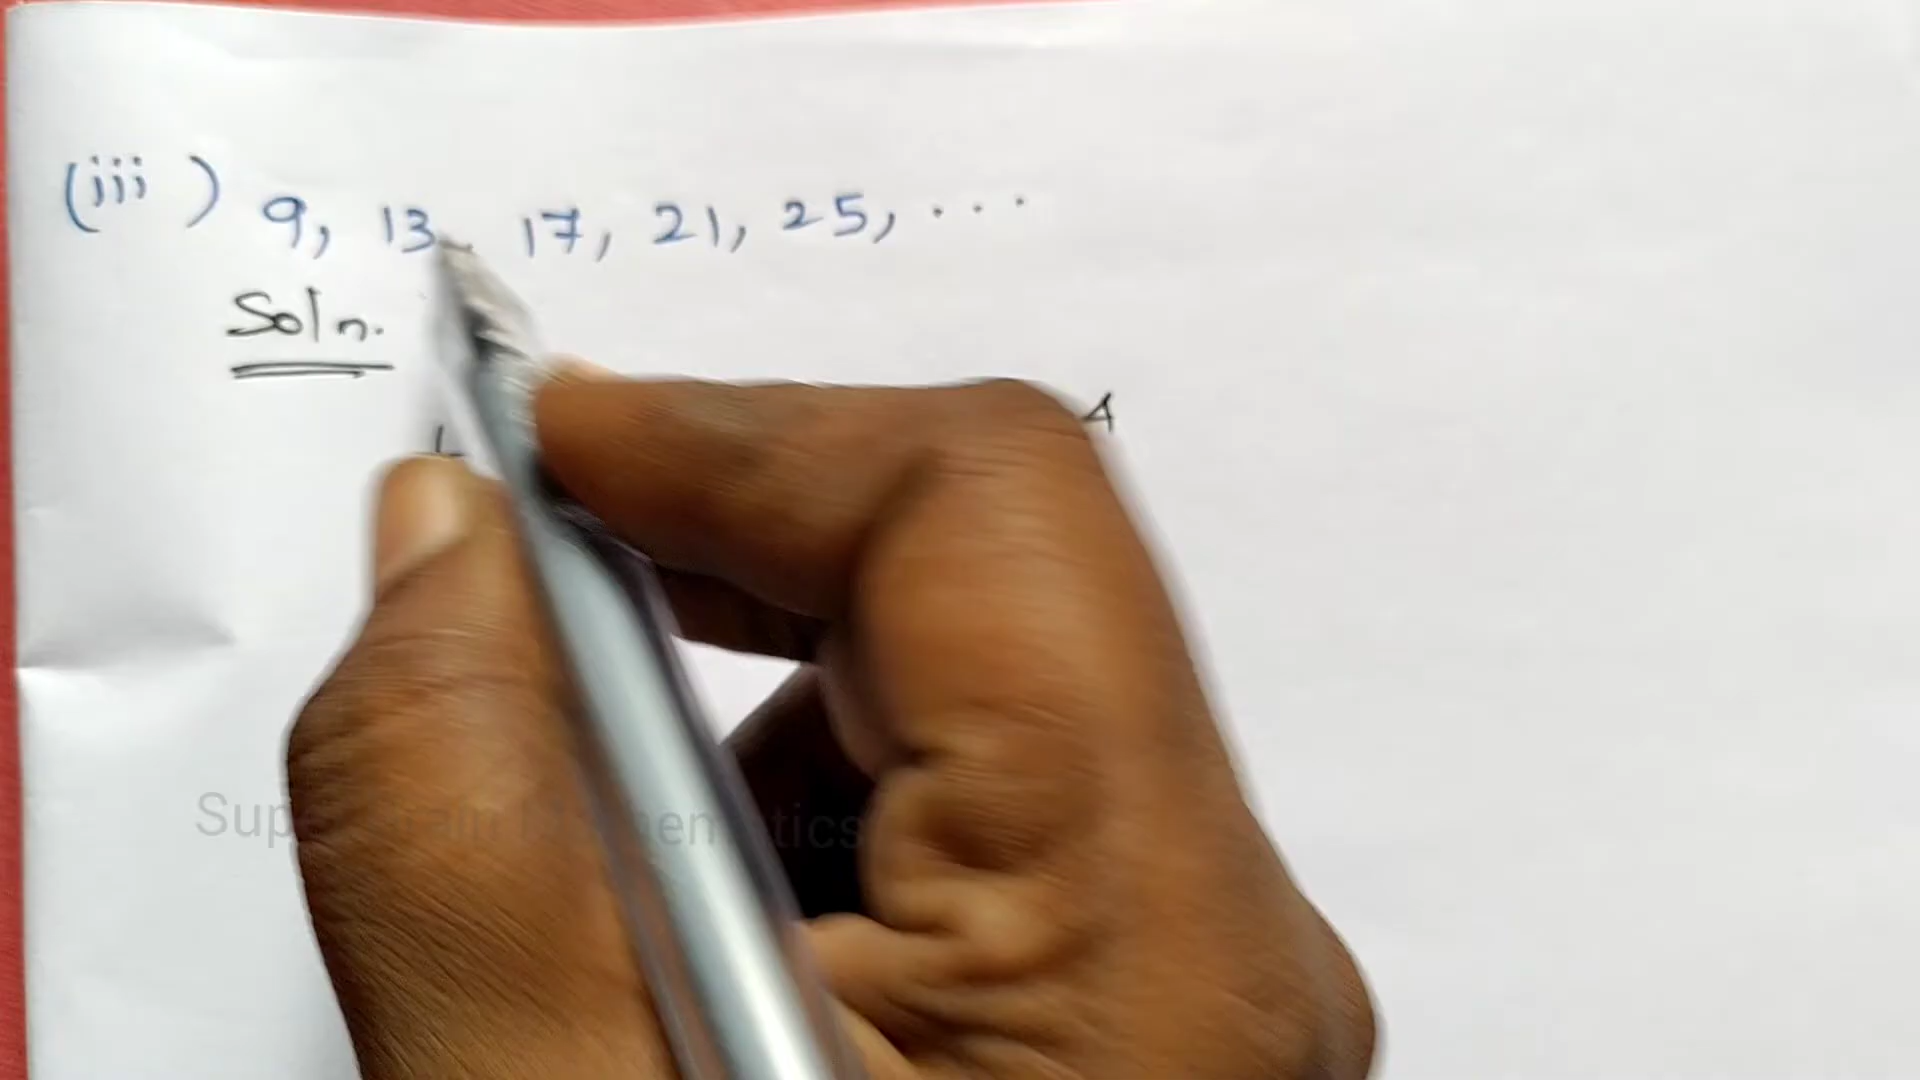 (iii) 9, 13, 17, 21, 25, ...
Soln.